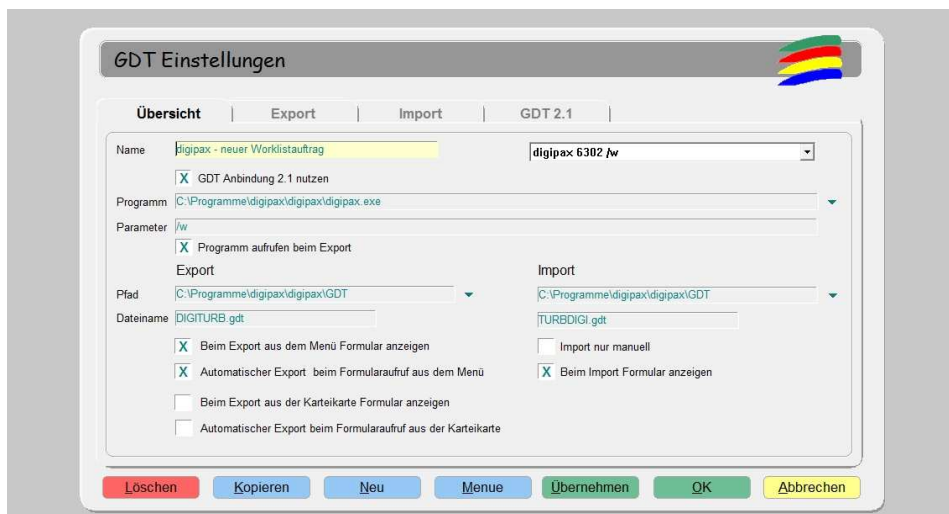 GDT Einstellungen
Übersicht | Export | Import | GDT 2.1 |
Name digipax - neuer Worklistauftrag digipax 6302 /w
X GDT Anbindung 2.1 nutzen
Programm C:\Programme\digipax\digipax\digipax.exe
Parameter /w
X Programm aufrufen beim Export
Export Import
Pfad C:\Programme\digipax\digipax\GDT C:\Programme\digipax\digipax\GDT
Dateiname DIGITURB.gdt TURBDIGI.gdt
X Beim Export aus dem Menü Formular anzeigen Import nur manuell
X Automatischer Export beim Formularaufruf aus dem Menü X Beim Import Formular anzeigen
Beim Export aus der Karteikarte Formular anzeigen
Automatischer Export beim Formularaufruf aus der Karteikarte
Löschen Kopieren Neu Menue Übernehmen OK Abbrechen